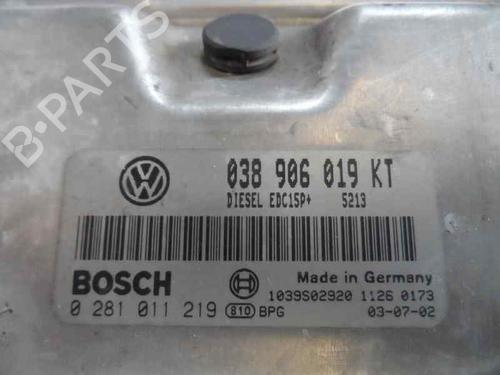 B-PARTS
038 906 019 KT
DIESEL EDC15P+ 5213
BOSCH
Made in Germany
1039S02920 1126 0173
0 281 011 219 810 BPG 03-07-02